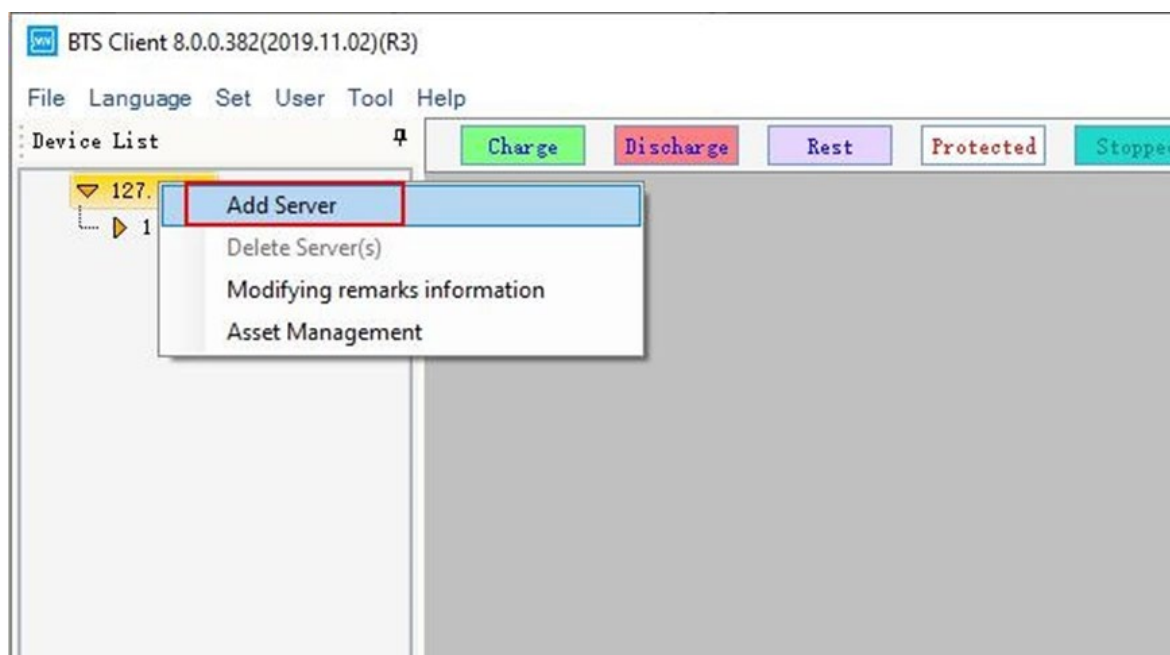 BTS Client 8.0.0.382(2019.11.02)(R3)
File Language Set User Tool Help
Device List
Charge Discharge Rest Protected Stopped
127.
Add Server
1
Delete Server(s)
Modifying remarks information
Asset Management